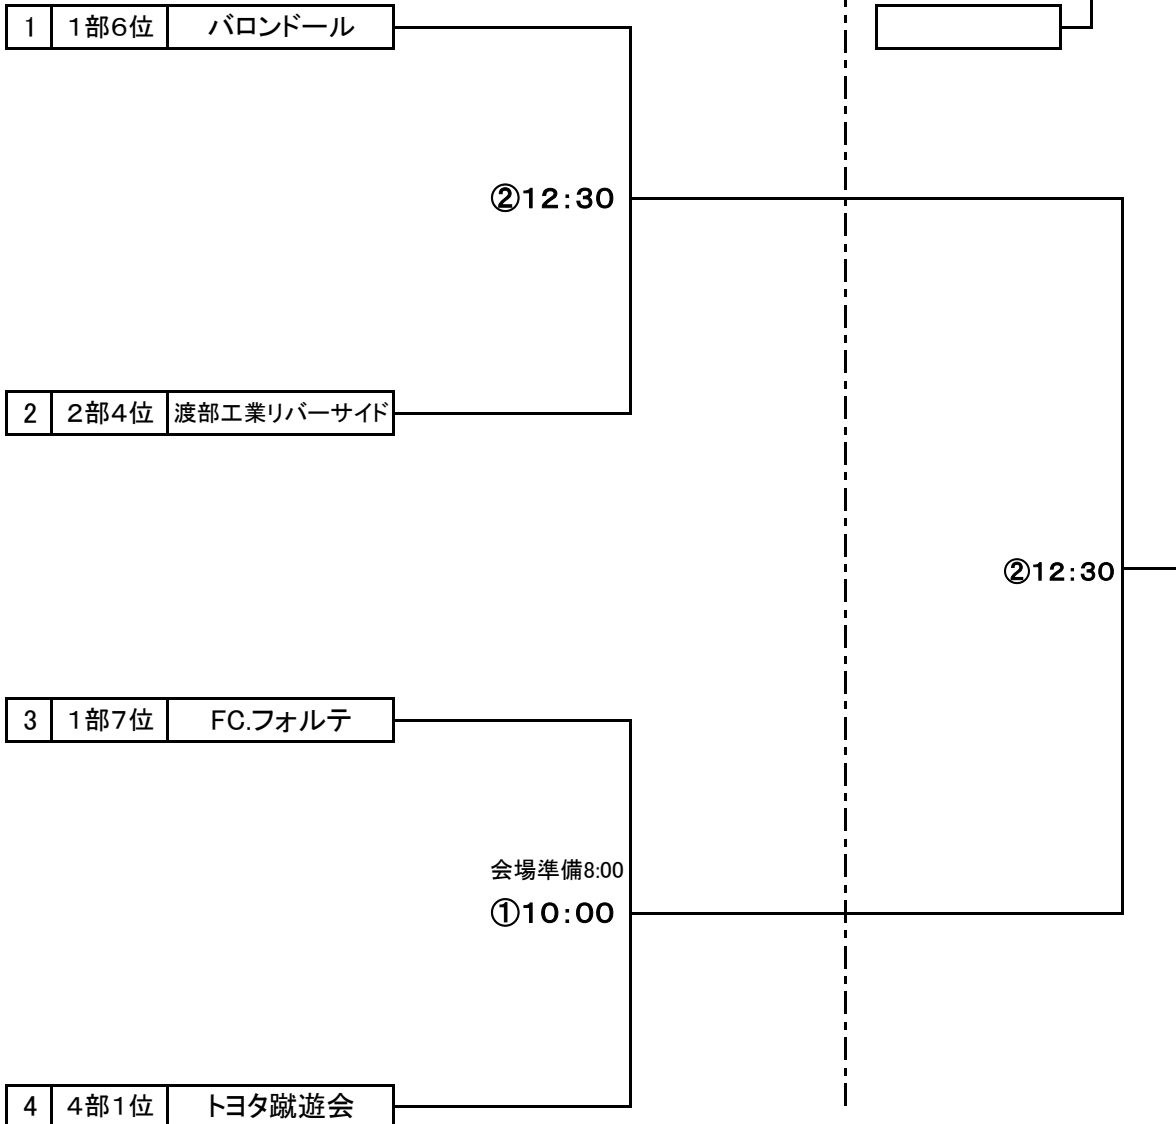 1 １部６位 バロンドール
②12：30
2 ２部４位 渡部工業リバーサイド
②12：30
3 １部７位 FC.フォルテ
会場準備8:00
①10：00
4 ４部１位 トヨタ蹴遊会